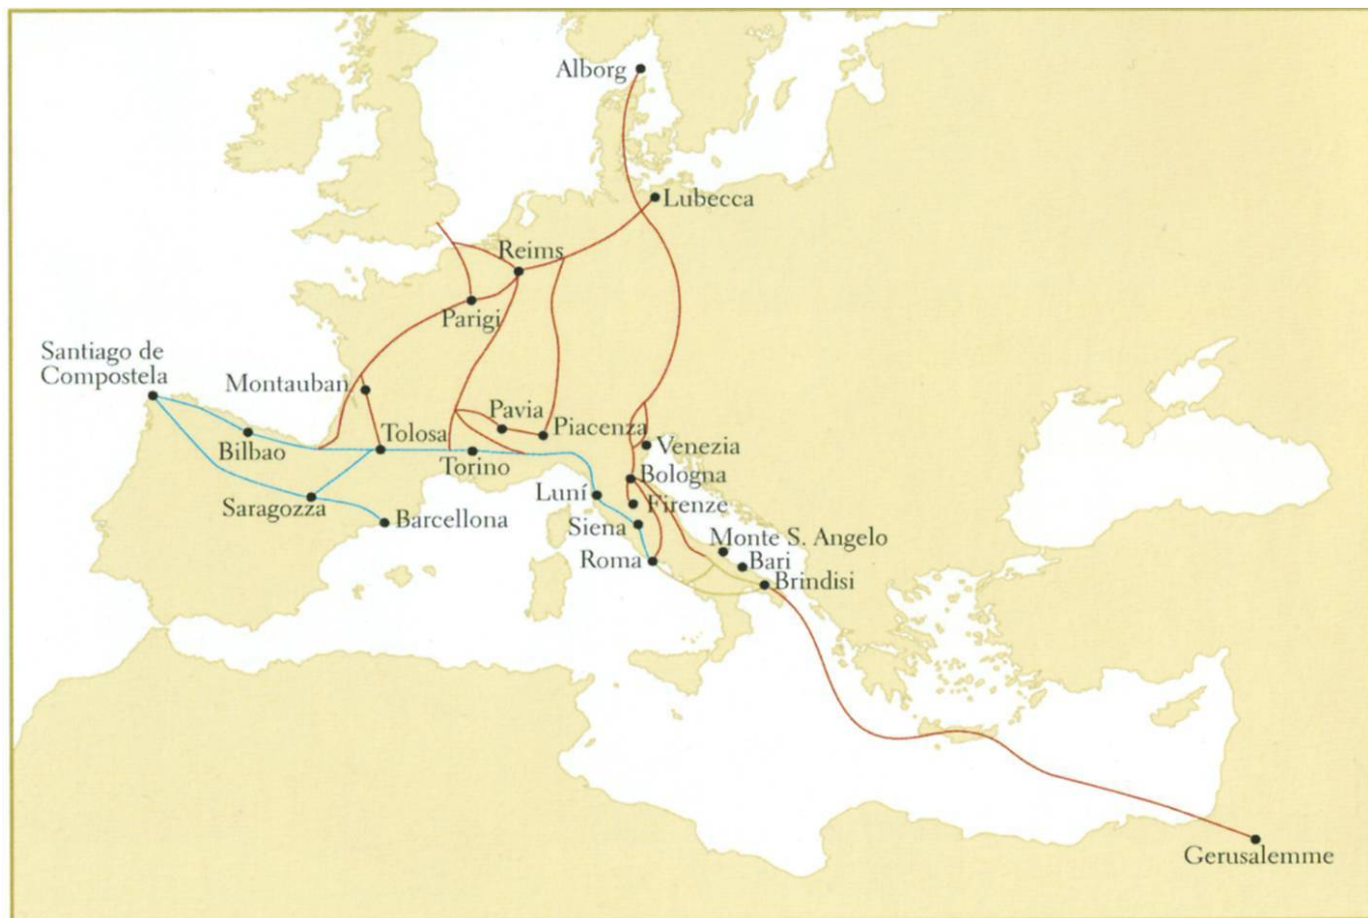 Alborg
Lubecca
Reims
Parigi
Santiago de
Compostela
Montauban
Pavia
Piacenza
Bilbao
Tolosa
Torino
Venezia
Bologna
Saragozza
Barcellona
Luní
Firenze
Siena
Monte S. Angelo
Roma
Bari
Brindisi
Gerusalemme